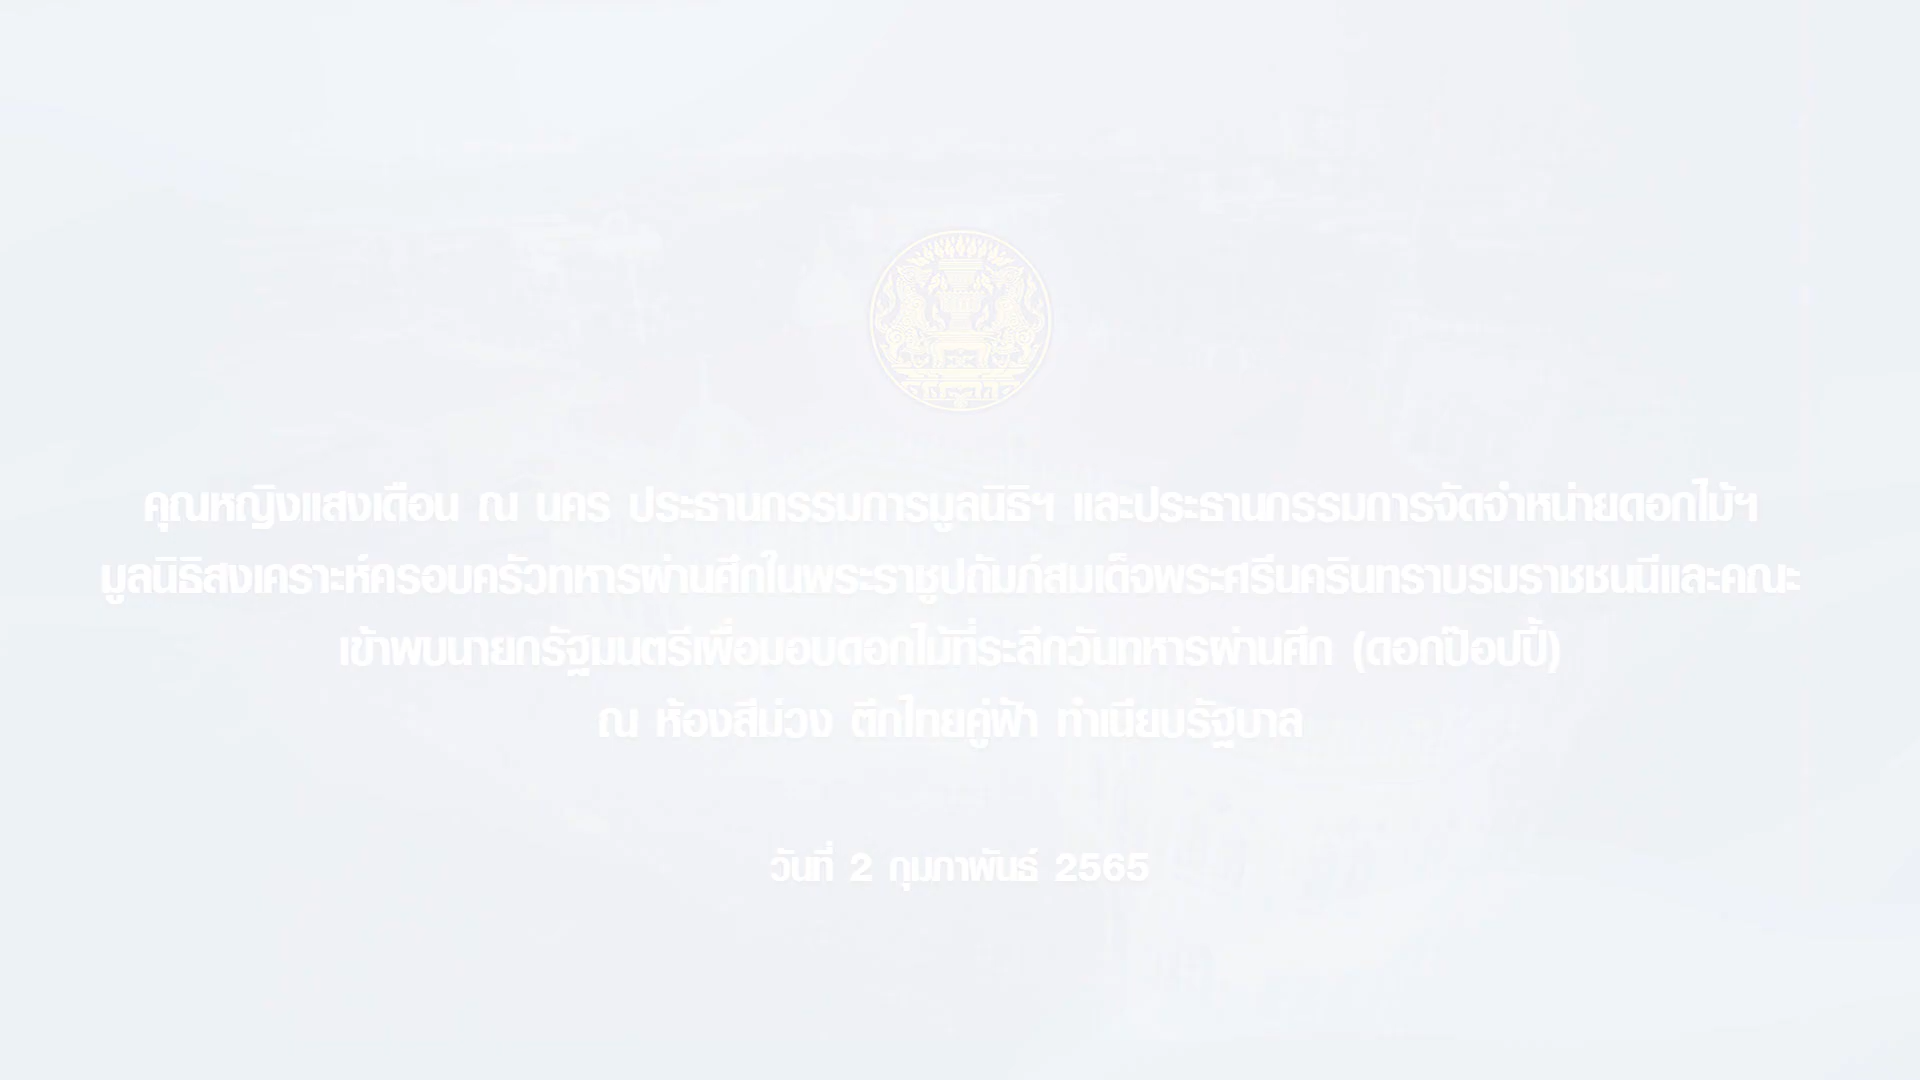 คุณหญิงแสงเดือน ณ นคร ประธานกรรมการมูลนิธิฯ และประธานกรรมการจัดจำหน่ายดอกไม้ฯ
มูลนิธิสงเคราะห์ครอบครัวทหารผ่านศึกในพระราชูปถัมภ์สมเด็จพระศรีนครินทราบรมราชชนนีและคณะ
เข้าพบนายกรัฐมนตรีเพื่อมอบดอกไม้ที่ระลึกวันทหารผ่านศึก (ดอกป๊อปปี้)
ณ ห้องสีม่วง ตึกไทยคู่ฟ้า ทำเนียบรัฐบาล
วันที่ 2 กุมภาพันธ์ 2565